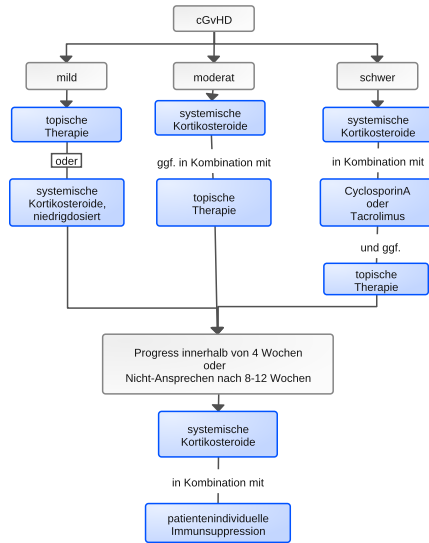 cGvHD
mild
moderat
schwer
topische
Therapie
oder
systemische
Kortikosteroide,
niedrigdosiert
systemische
Kortikosteroide
ggf. in Kombination mit
topische
Therapie
systemische
Kortikosteroide
in Kombination mit
CyclosporinA
oder
Tacrolimus
und ggf.
topische
Therapie
Progress innerhalb von 4 Wochen
oder
Nicht-Ansprechen nach 8-12 Wochen
systemische
Kortikosteroide
in Kombination mit
patientenindividuelle
Immunsuppression